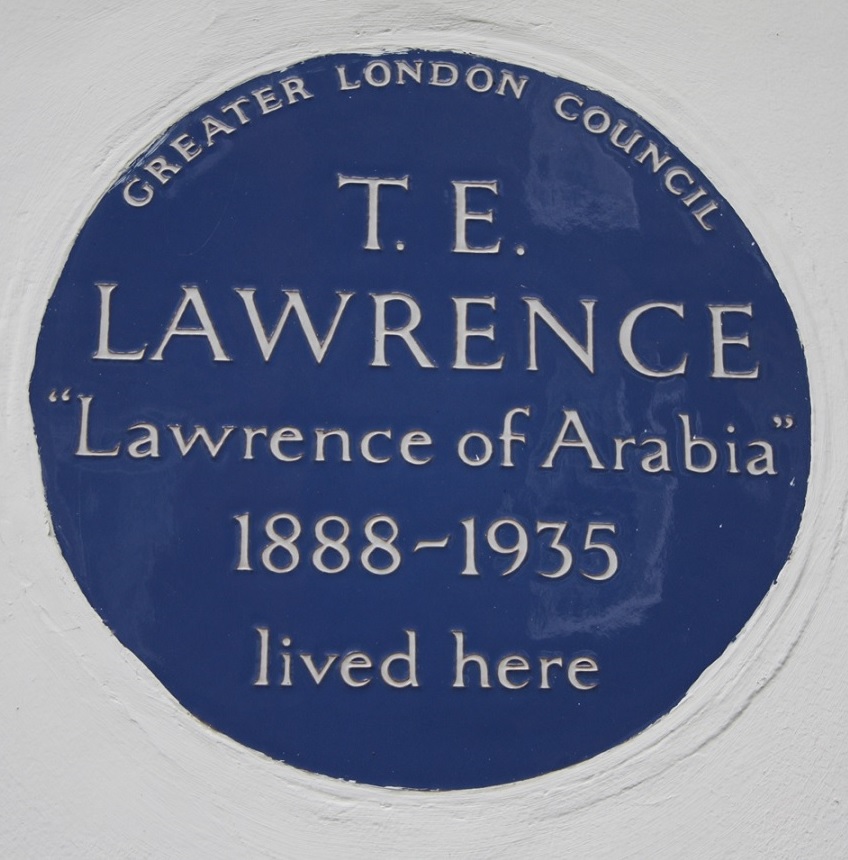 GREATER LONDON COUNCIL
T. E.
LAWRENCE
“Lawrence of Arabia”
1888~1935
lived here